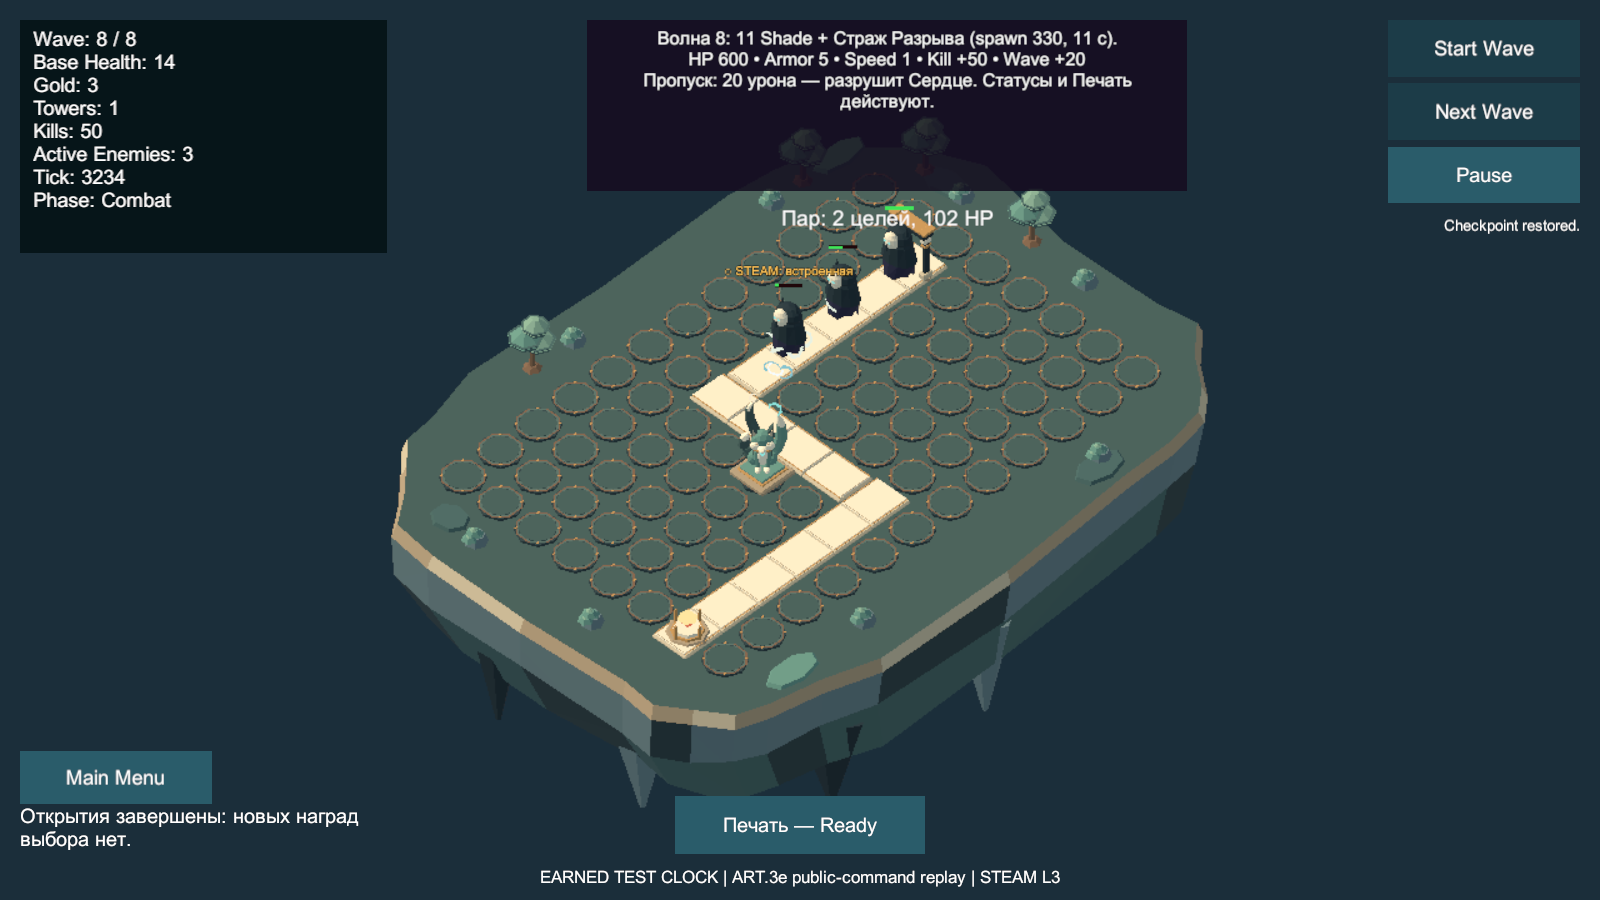 Wave: 8 / 8
Base Health: 14
Gold: 3
Towers: 1
Kills: 50
Active Enemies: 3
Tick: 3234
Phase: Combat
Волна 8: 11 Shade + Страж Разрыва (spawn 330, 11 с).
HP 600 • Armor 5 • Speed 1 • Kill +50 • Wave +20
Пропуск: 20 урона — разрушит Сердце. Статусы и Печать
действуют.
Start Wave
Next Wave
Pause
Checkpoint restored.
Пар: 2 целей, 102 HP
STEAM: встроенная
Main Menu
Открытия завершены: новых наград
выбора нет.
Печать — Ready
EARNED TEST CLOCK | ART.3e public-command replay | STEAM L3